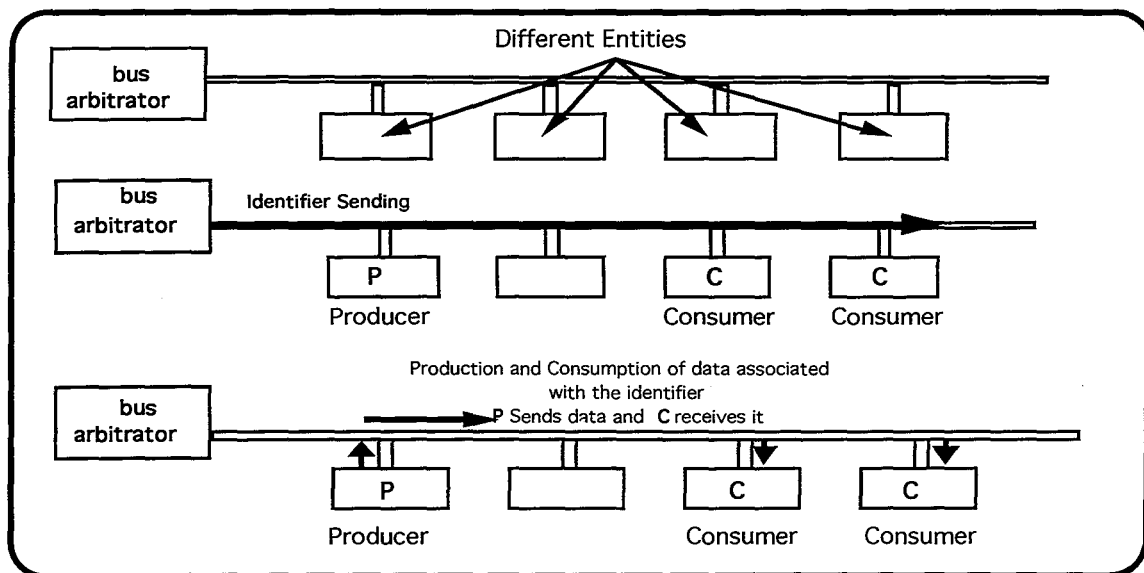 Different Entities
bus
arbitrator
bus
arbitrator
Identifier Sending
P
C
C
Producer
Consumer
Consumer
Production and Consumption of data associated
with the identifier
P Sends data and C receives it
bus
arbitrator
P
C
C
Producer
Consumer
Consumer